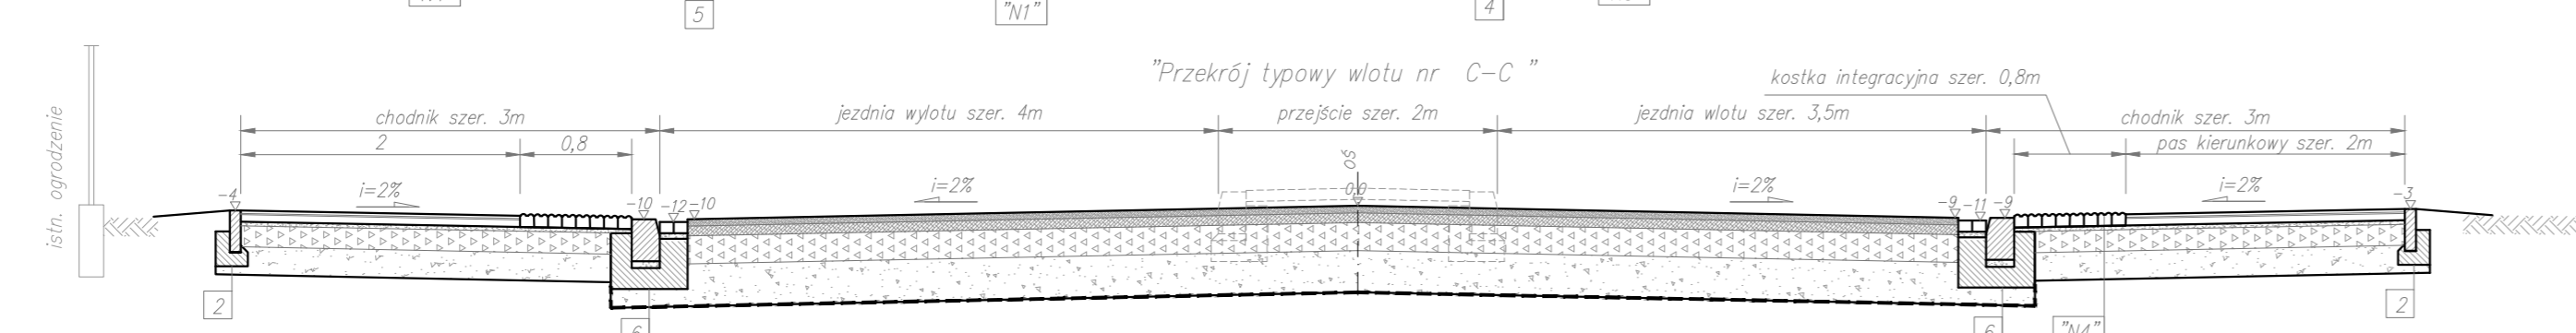 5
"N1"
4
"Przekrój typowy wlotu nr C-C "
kostka integracyjna szer. 0,8m
istn. ogrodzenie
chodnik szer. 3m
jezdnia wylotu szer. 4m
przejście szer. 2m
jezdnia wlotu szer. 3,5m
chodnik szer. 3m
2
0,8
pas kierunkowy szer. 2m
oś
-4
i=2%
-10
-12
-10
i=2%
0,0
i=2%
-9
-11
-9
i=2%
-3
2
6
6
"N4"
2